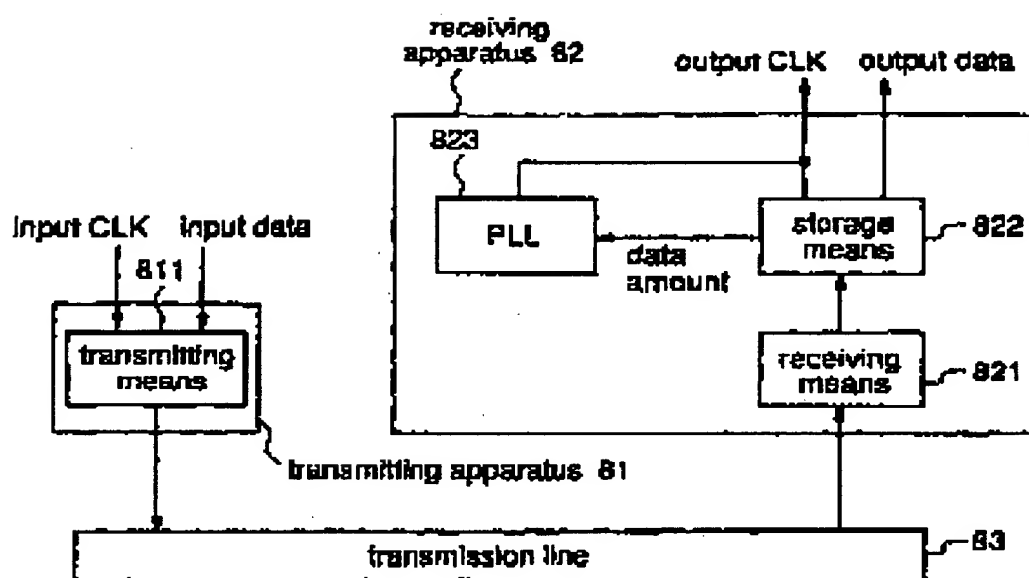 receiving
apparatus 82
output CLK
output data
823
PLL
data
amount
storage
means
822
input CLK
input data
811
transmitting
means
receiving
means
821
transmitting apparatus 81
83
transmission line